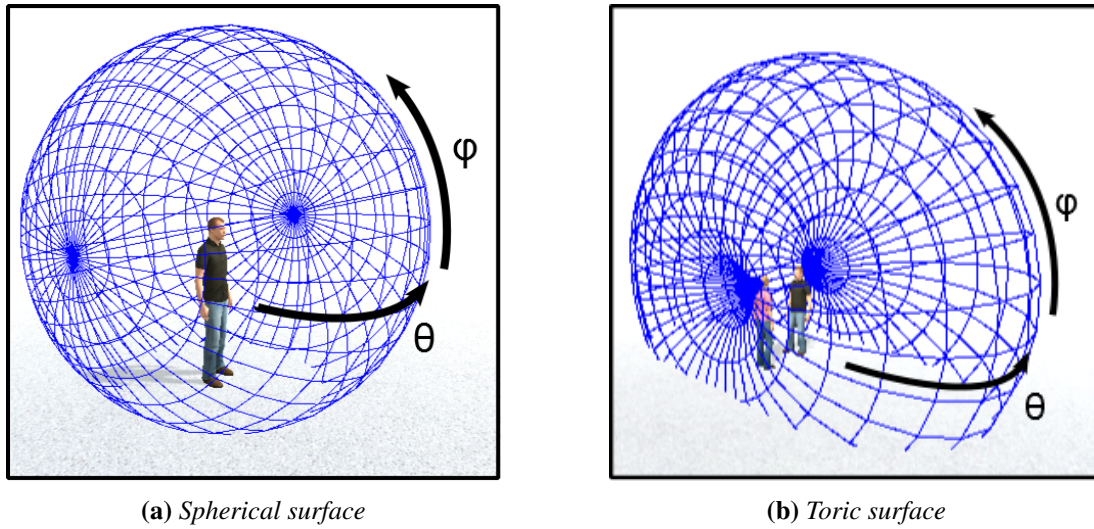 φ
θ
φ
θ
(a) Spherical surface
(b) Toric surface